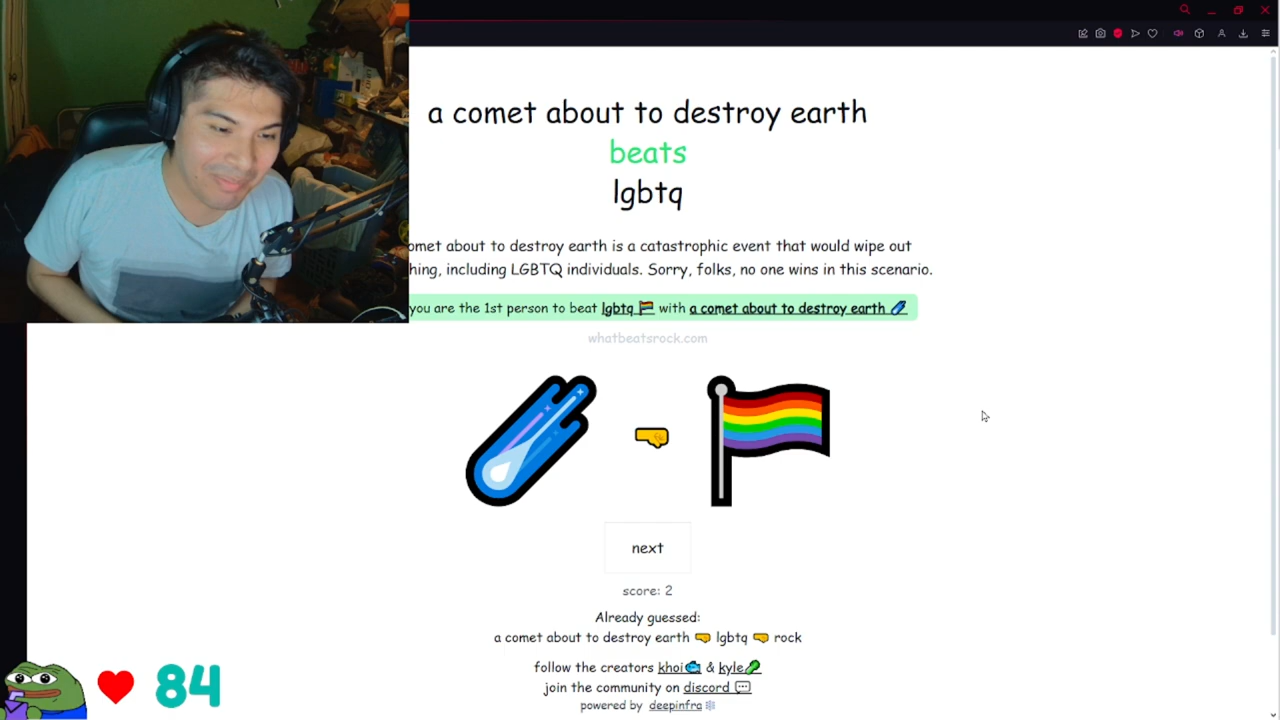 a comet about to destroy earth
beats
lgbtq
omet about to destroy earth is a catastrophic event that would wipe out
hing, including LGBTQ individuals. Sorry, folks, no one wins in this scenario.
you are the 1st person to beat lgbtq 🏳️‍🌈 with a comet about to destroy earth ☄️
whatbeatsrock.com
next
score: 2
Already guessed:
a comet about to destroy earth 🤜 lgbtq 🤜 rock
follow the creators khoi🐟 & kyle🥒
join the community on discord 💬
powered by deepinfra
84